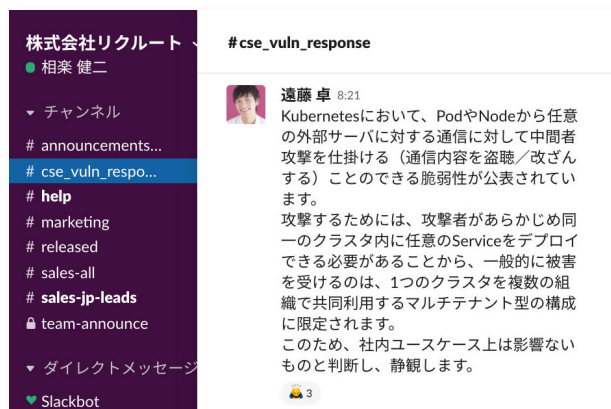 株式会社リクルート
相楽 健二
チャンネル
# announcements...
# cse_vuln_respo...
# help
# marketing
# released
# sales-all
# sales-jp-leads
team-announce
ダイレクトメッセージ
Slackbot
#cse_vuln_response
遠藤 卓 8:21
Kubernetesにおいて、PodやNodeから任意
の外部サーバに対する通信に対して中間者
攻撃を仕掛ける（通信内容を盗聴／改ざん
する）ことのできる脆弱性が公表されてい
ます。
攻撃するためには、攻撃者があらかじめ同
一のクラスタ内に任意のServiceをデプロイ
できる必要があることから、一般的に被害
を受けるのは、1つのクラスタを複数の組
織で共同利用するマルチテナント型の構成
に限定されます。
このため、社内ユースケース上は影響ない
ものと判断し、静観します。
3